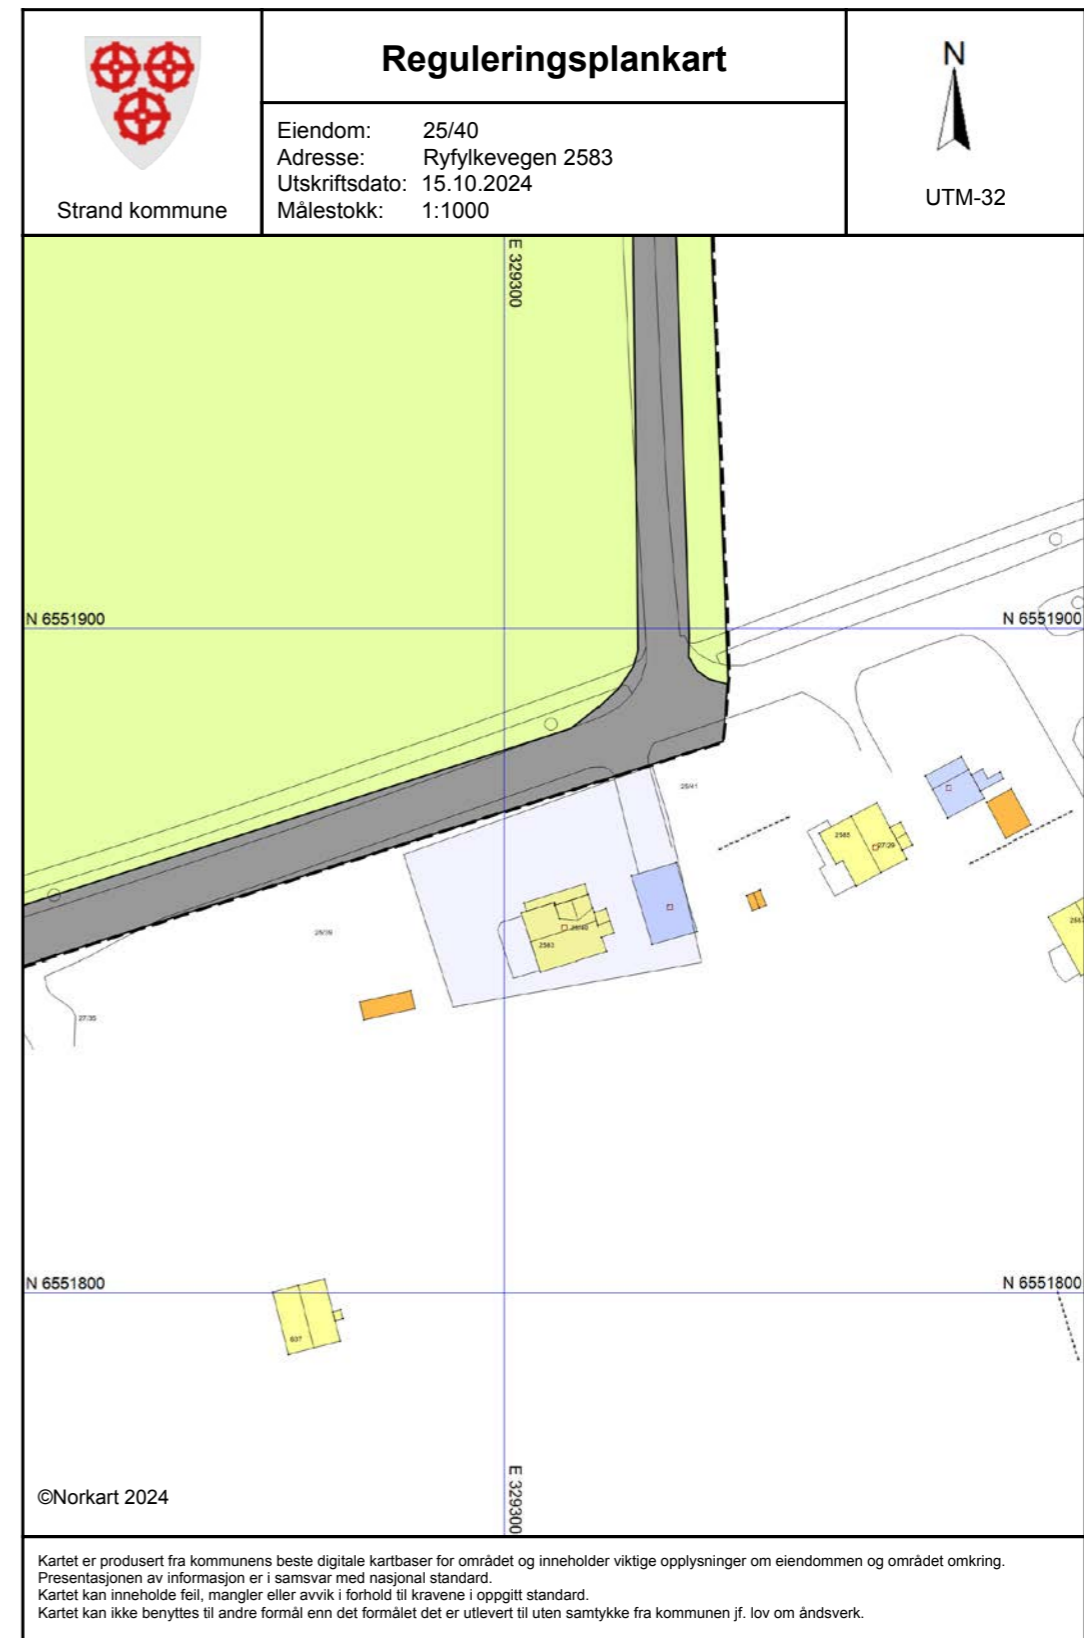 Reguleringsplankart
N
Eiendom: 25/40
Adresse: Ryfylkevegen 2583
Utskriftsdato: 15.10.2024
Målestokk: 1:1000
Strand kommune
UTM-32
E 329300
N 6551900
N 6551900
25/41
2585
27/29
2583
25/40
27/35
N 6551800
N 6551800
607
E 329300
©Norkart 2024
Kartet er produsert fra kommunens beste digitale kartbaser for området og inneholder viktige opplysninger om eiendommen og området omkring.
Presentasjonen av informasjon er i samsvar med nasjonal standard.
Kartet kan inneholde feil, mangler eller avvik i forhold til kravene i oppgitt standard.
Kartet kan ikke benyttes til andre formål enn det formålet det er utlevert til uten samtykke fra kommunen jf. lov om åndsverk.